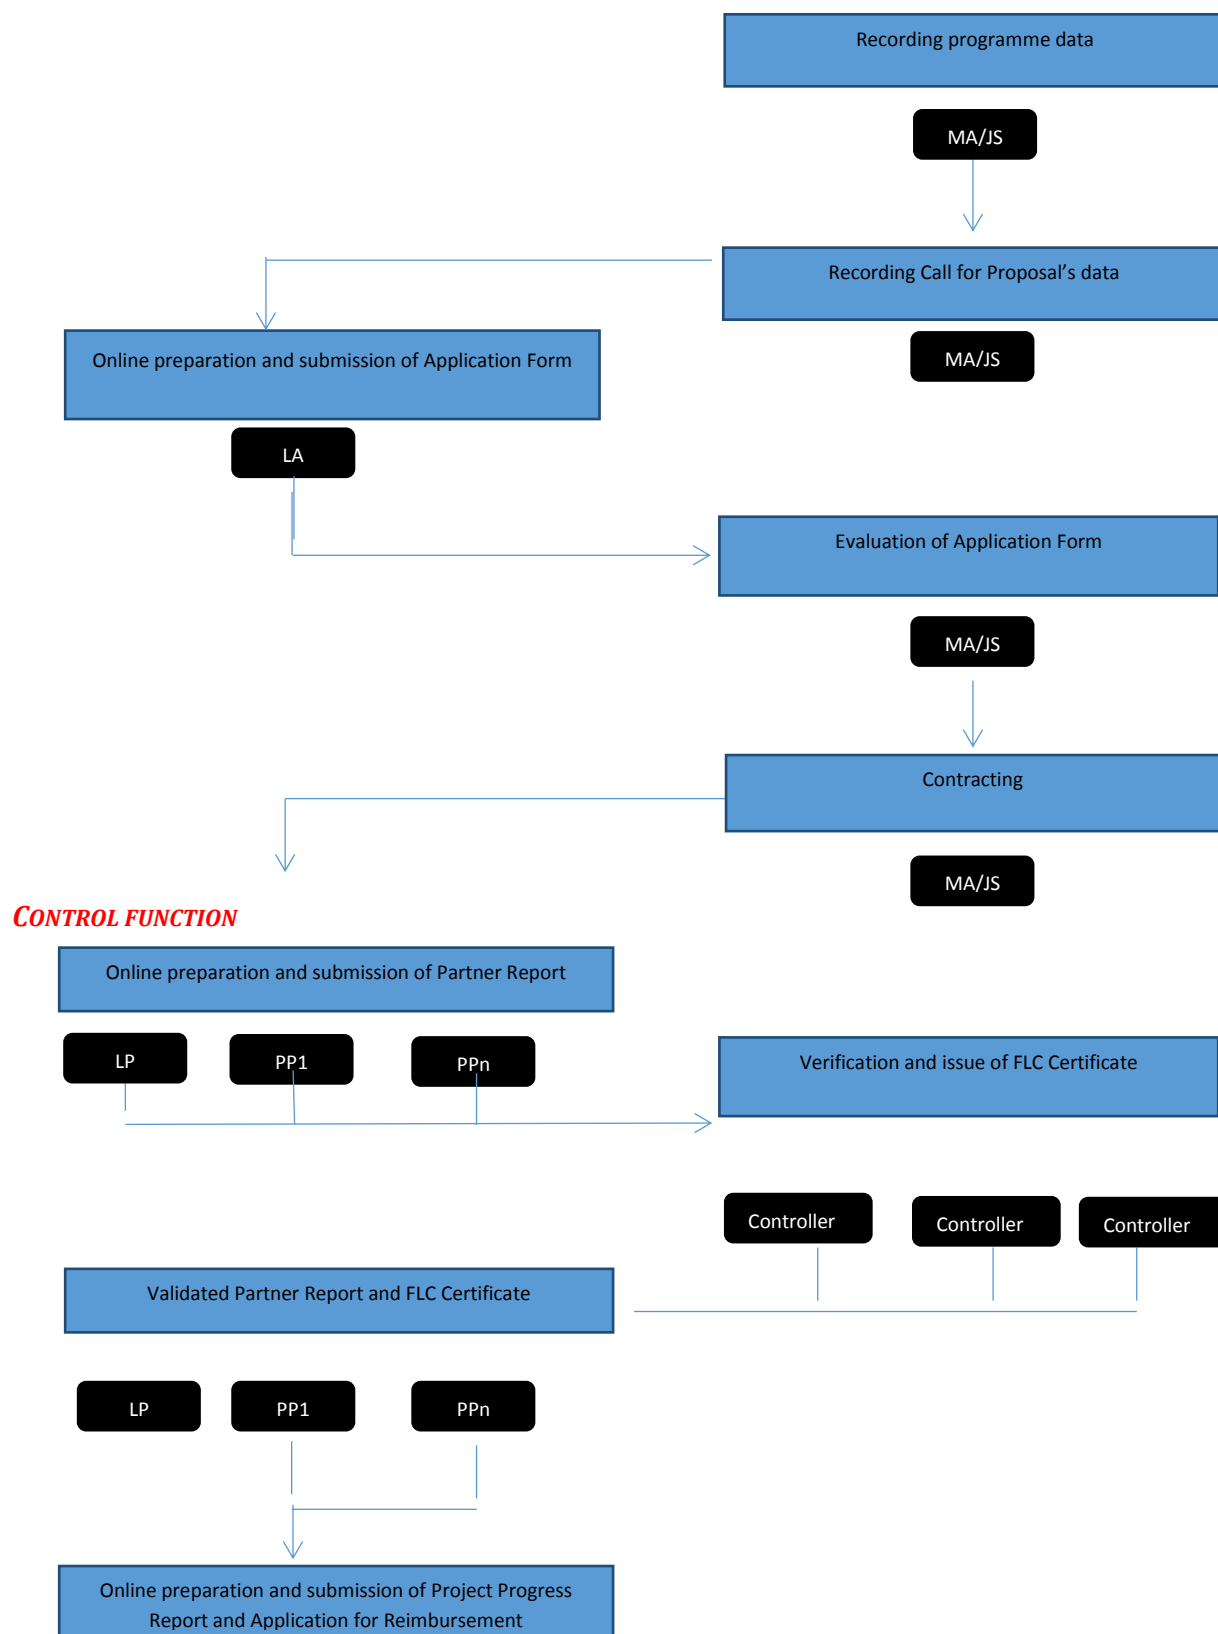 Recording programme data
MA/JS
Recording Call for Proposal’s data
Online preparation and submission of Application Form
MA/JS
LA
Evaluation of Application Form
MA/JS
Contracting
MA/JS
CONTROL FUNCTION
Online preparation and submission of Partner Report
LP
PP1
PPn
Verification and issue of FLC Certificate
Controller
Controller
Controller
Validated Partner Report and FLC Certificate
LP
PP1
PPn
Online preparation and submission of Project Progress
Report and Application for Reimbursement